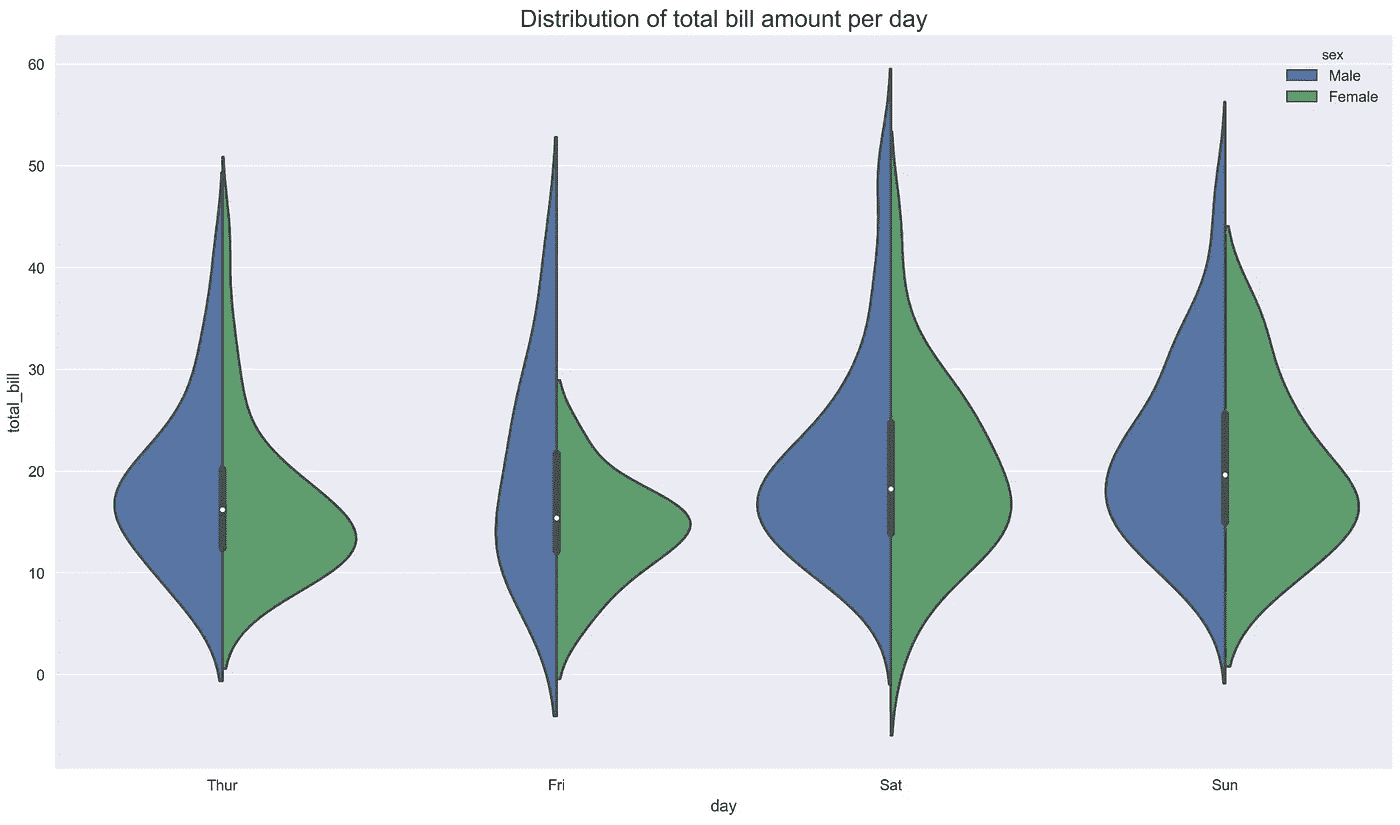 Distribution of total bill amount per day
sex
Male
Female
60
50
40
30
20
10
0
total_bill
Thur Fri Sat Sun
day